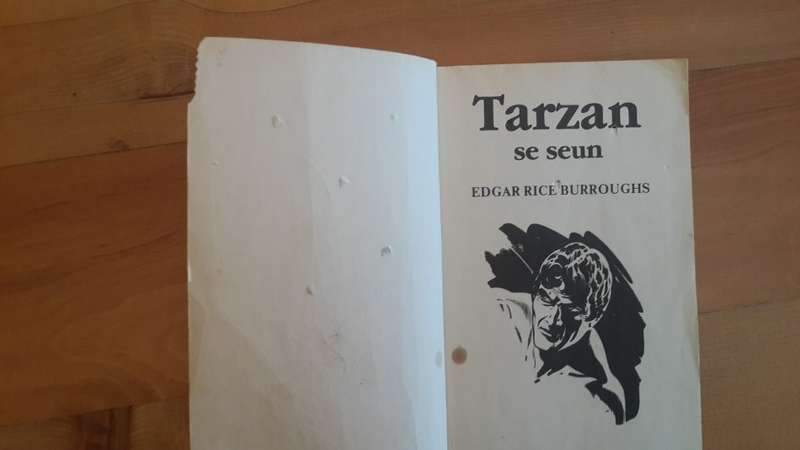 Tarzan
se seun
EDGAR RICE BURROUGHS